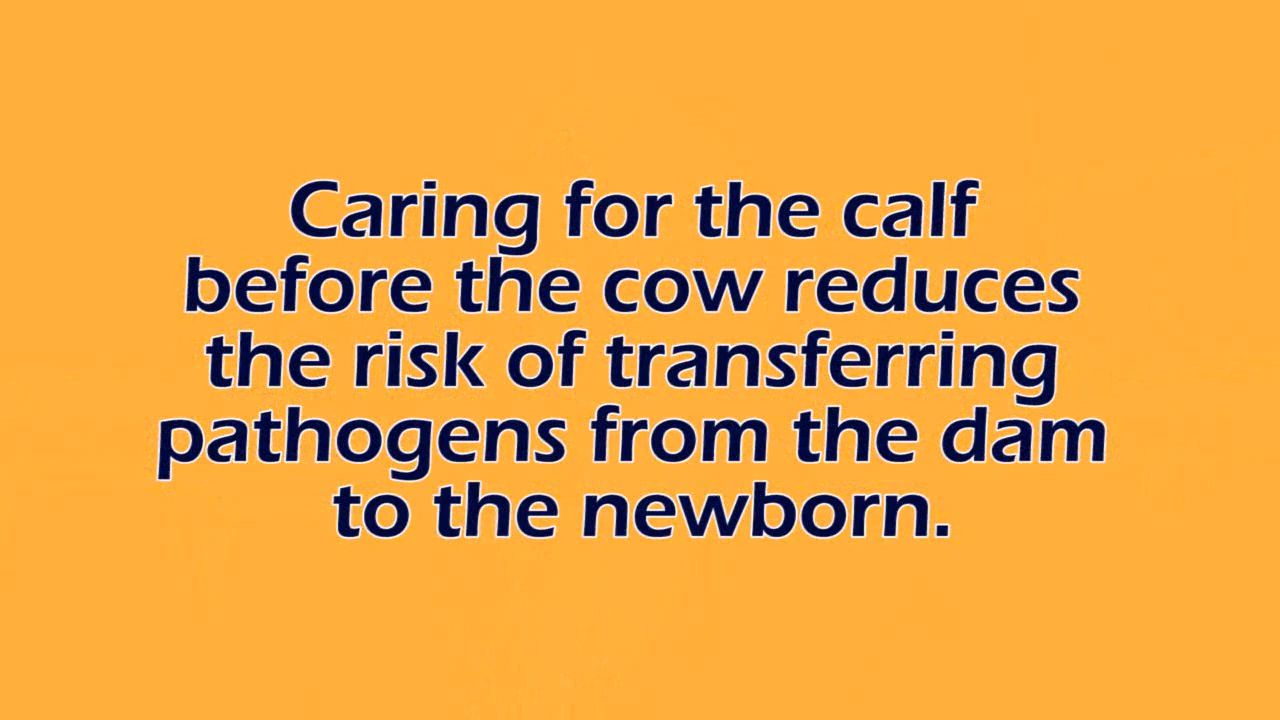 Caring for the calf
before the cow reduces
the risk of transferring
pathogens from the dam
to the newborn.